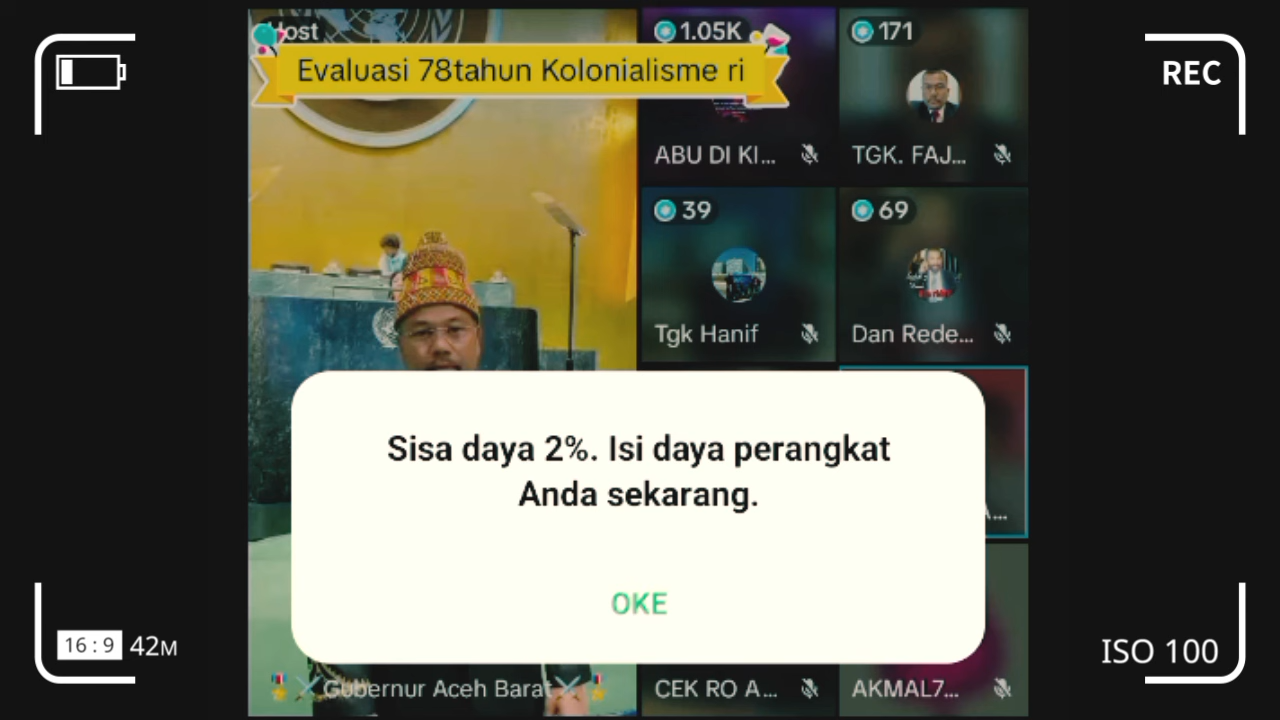 REC
Host
1.05K
171
Evaluasi 78tahun Kolonialisme ri
ABU DI KI...
TGK. FAJ...
39
69
Tgk Hanif
Dan Rede...
Sisa daya 2%. Isi daya perangkat
Anda sekarang.
OKE
16 : 9
42M
ISO 100
Gubernur Aceh Barat
CEK RO A...
AKMAL7...